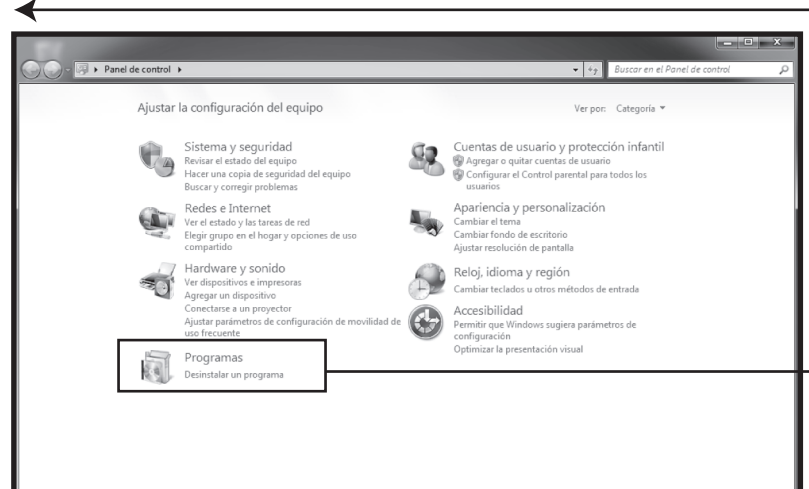 Panel de control
Buscar en el Panel de control
Ajustar la configuración del equipo
Ver por: Categoría
Sistema y seguridad
Revisar el estado del equipo
Hacer una copia de seguridad del equipo
Buscar y corregir problemas
Redes e Internet
Ver el estado y las tareas de red
Elegir grupo en el hogar y opciones de uso
compartido
Hardware y sonido
Ver dispositivos e impresoras
Agregar un dispositivo
Conectarse a un proyector
Ajustar parámetros de configuración de movilidad de
uso frecuente
Programas
Desinstalar un programa
Cuentas de usuario y protección infantil
Agregar o quitar cuentas de usuario
Configurar el Control parental para todos los
usuarios
Apariencia y personalización
Cambiar el tema
Cambiar fondo de escritorio
Ajustar resolución de pantalla
Reloj, idioma y región
Cambiar teclados u otros métodos de entrada
Accesibilidad
Permitir que Windows sugiera parámetros de
configuración
Optimizar la presentación visual